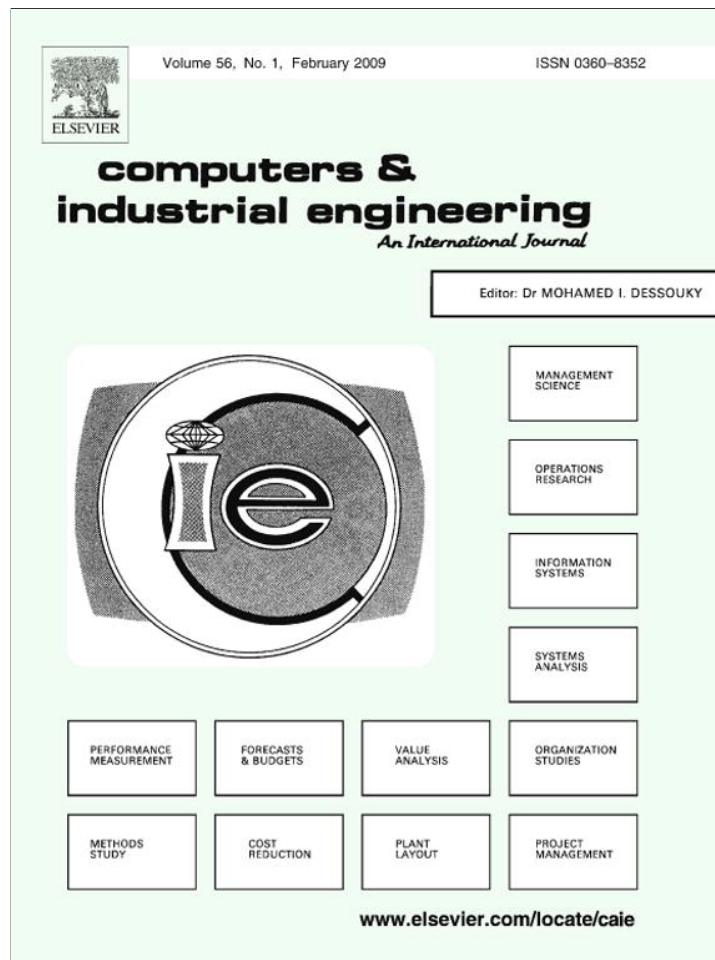 Volume 56, No. 1, February 2009
ISSN 0360–8352
ELSEVIER
computers &
industrial engineering
An International Journal
Editor: Dr MOHAMED I. DESSOUKY
cie
MANAGEMENT
SCIENCE
OPERATIONS
RESEARCH
INFORMATION
SYSTEMS
SYSTEMS
ANALYSIS
PERFORMANCE
MEASUREMENT
FORECASTS
& BUDGETS
VALUE
ANALYSIS
ORGANIZATION
STUDIES
METHODS
STUDY
COST
REDUCTION
PLANT
LAYOUT
PROJECT
MANAGEMENT
www.elsevier.com/locate/caie